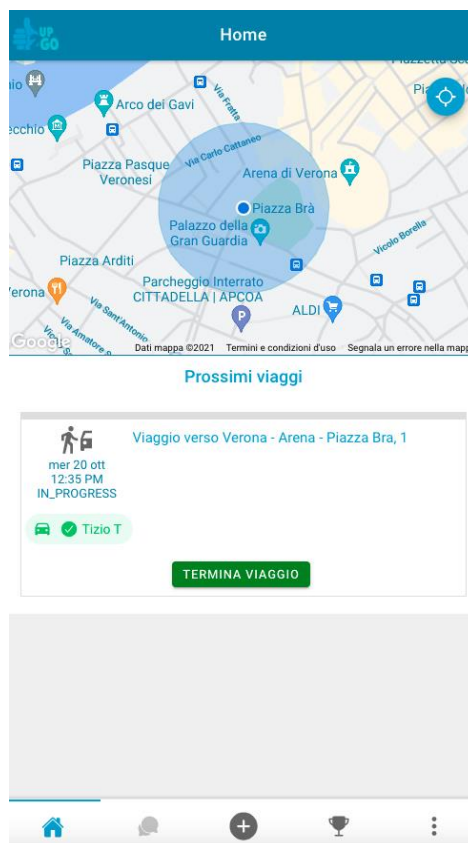 UP
GO
Home
Piazzetta
Arco dei Gavi
Via Fratta
Via Carlo Cattaneo
Piazza Pasque
Veronesi
Arena di Verona
Piazza Brà
Palazzo della
Gran Guardia
Vicolo Borella
Piazza Arditi
Parcheggio Interrato
CITTADELLA | APCOA
Via Sant'Antonio
ALDI
P
Google
Dati mappa ©2021 Termini e condizioni d'uso Segnala un errore nella mapp
Prossimi viaggi
Viaggio verso Verona - Arena - Piazza Bra, 1
mer 20 ott
12:35 PM
IN_PROGRESS
Tizio T
TERMINA VIAGGIO